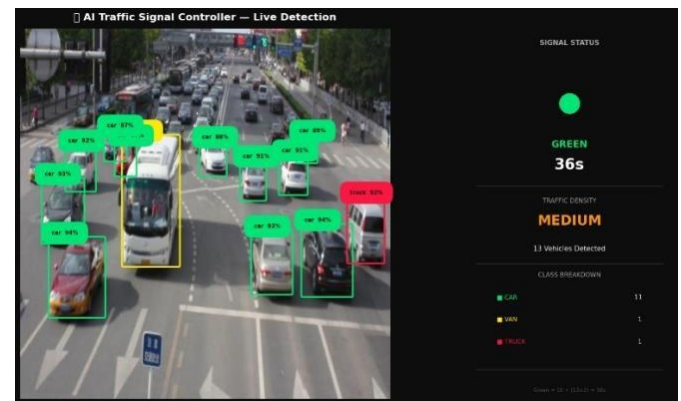 AI Traffic Signal Controller — Live Detection
SIGNAL STATUS
GREEN
36s
TRAFFIC DENSITY
MEDIUM
13 Vehicles Detected
CLASS BREAKDOWN
CAR 11
VAN 1
TRUCK 1
car 87%
car 92%
car 88%
car 89%
car 91%
car 91%
car 93%
truck 92%
car 94%
car 93%
car 94%